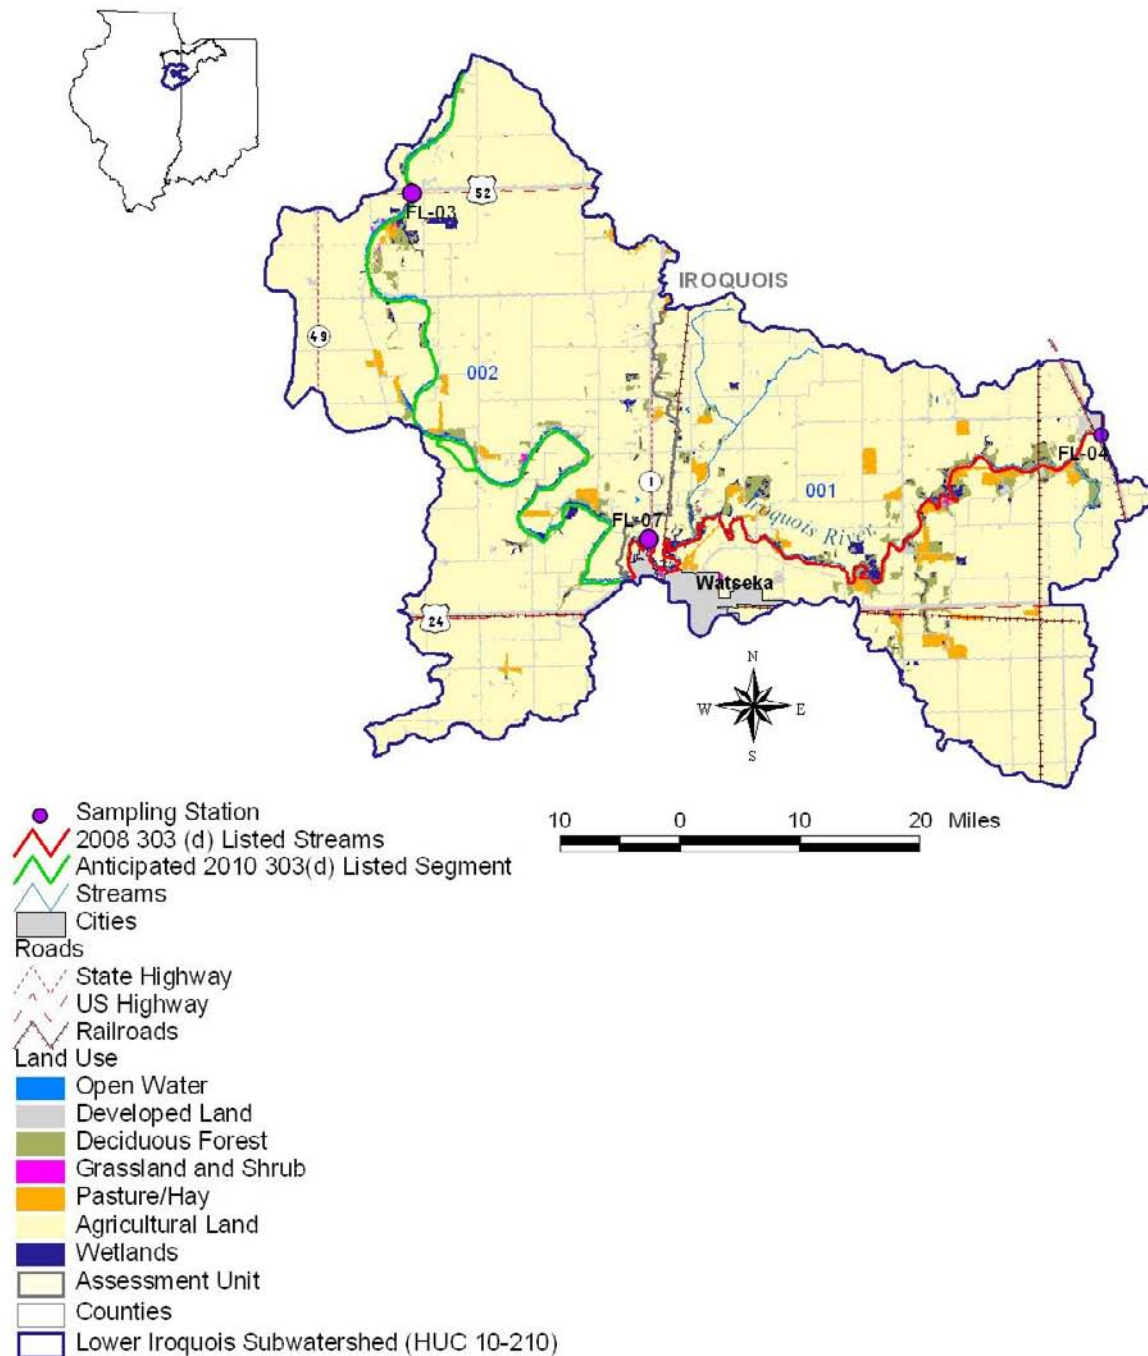 52
FL-03
IROQUOIS
49
002
FL-04
1
001
FL-07
Iroquois River
Watseka
24
N
W E
S
Sampling Station
10 0 10 20 Miles
2008 303 (d) Listed Streams
Anticipated 2010 303(d) Listed Segment
Streams
Cities
Roads
State Highway
US Highway
Railroads
Land Use
Open Water
Developed Land
Deciduous Forest
Grassland and Shrub
Pasture/Hay
Agricultural Land
Wetlands
Assessment Unit
Counties
Lower Iroquois Subwatershed (HUC 10-210)